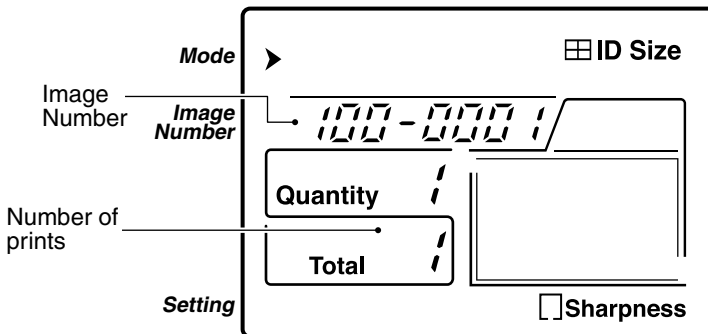 Mode
ID Size
Image
Number
Image
Number
100-0001
Quantity 1
Number of
prints
Total 1
Setting
Sharpness